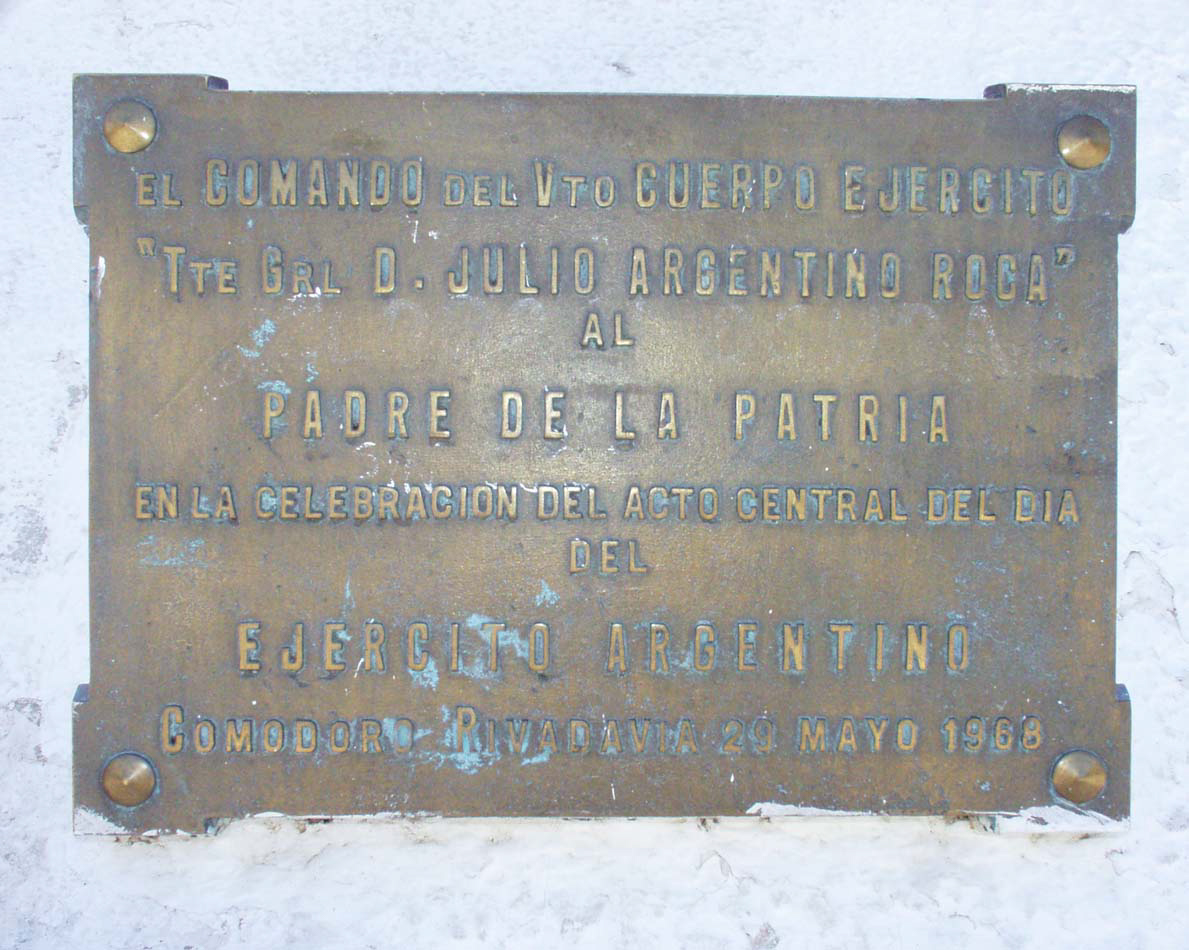 EL COMANDO DEL VTO CUERPO EJERCITO
"TTE GRL D. JULIO ARGENTINO ROCA"
AL
PADRE DE LA PATRIA
EN LA CELEBRACION DEL ACTO CENTRAL DEL DIA
DEL
EJERCITO ARGENTINO
COMODORO RIVADAVIA 29 MAYO 1968